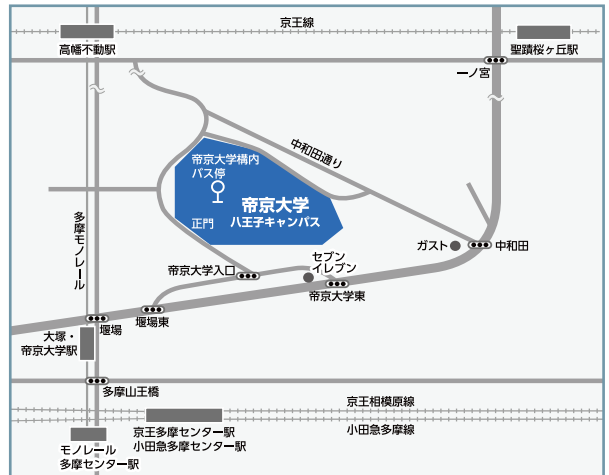 京王線
高幡不動駅
聖蹟桜ヶ丘駅
一ノ宮
中和田通り
帝京大学構内
バス停
帝京大学
八王子キャンパス
正門
多摩モノレール
ガスト
中和田
セブン
イレブン
帝京大学入口
帝京大学東
堰場東
堰場
大塚・
帝京大学駅
多摩山王橋
京王相模原線
京王多摩センター駅
小田急多摩センター駅
小田急多摩線
モノレール
多摩センター駅